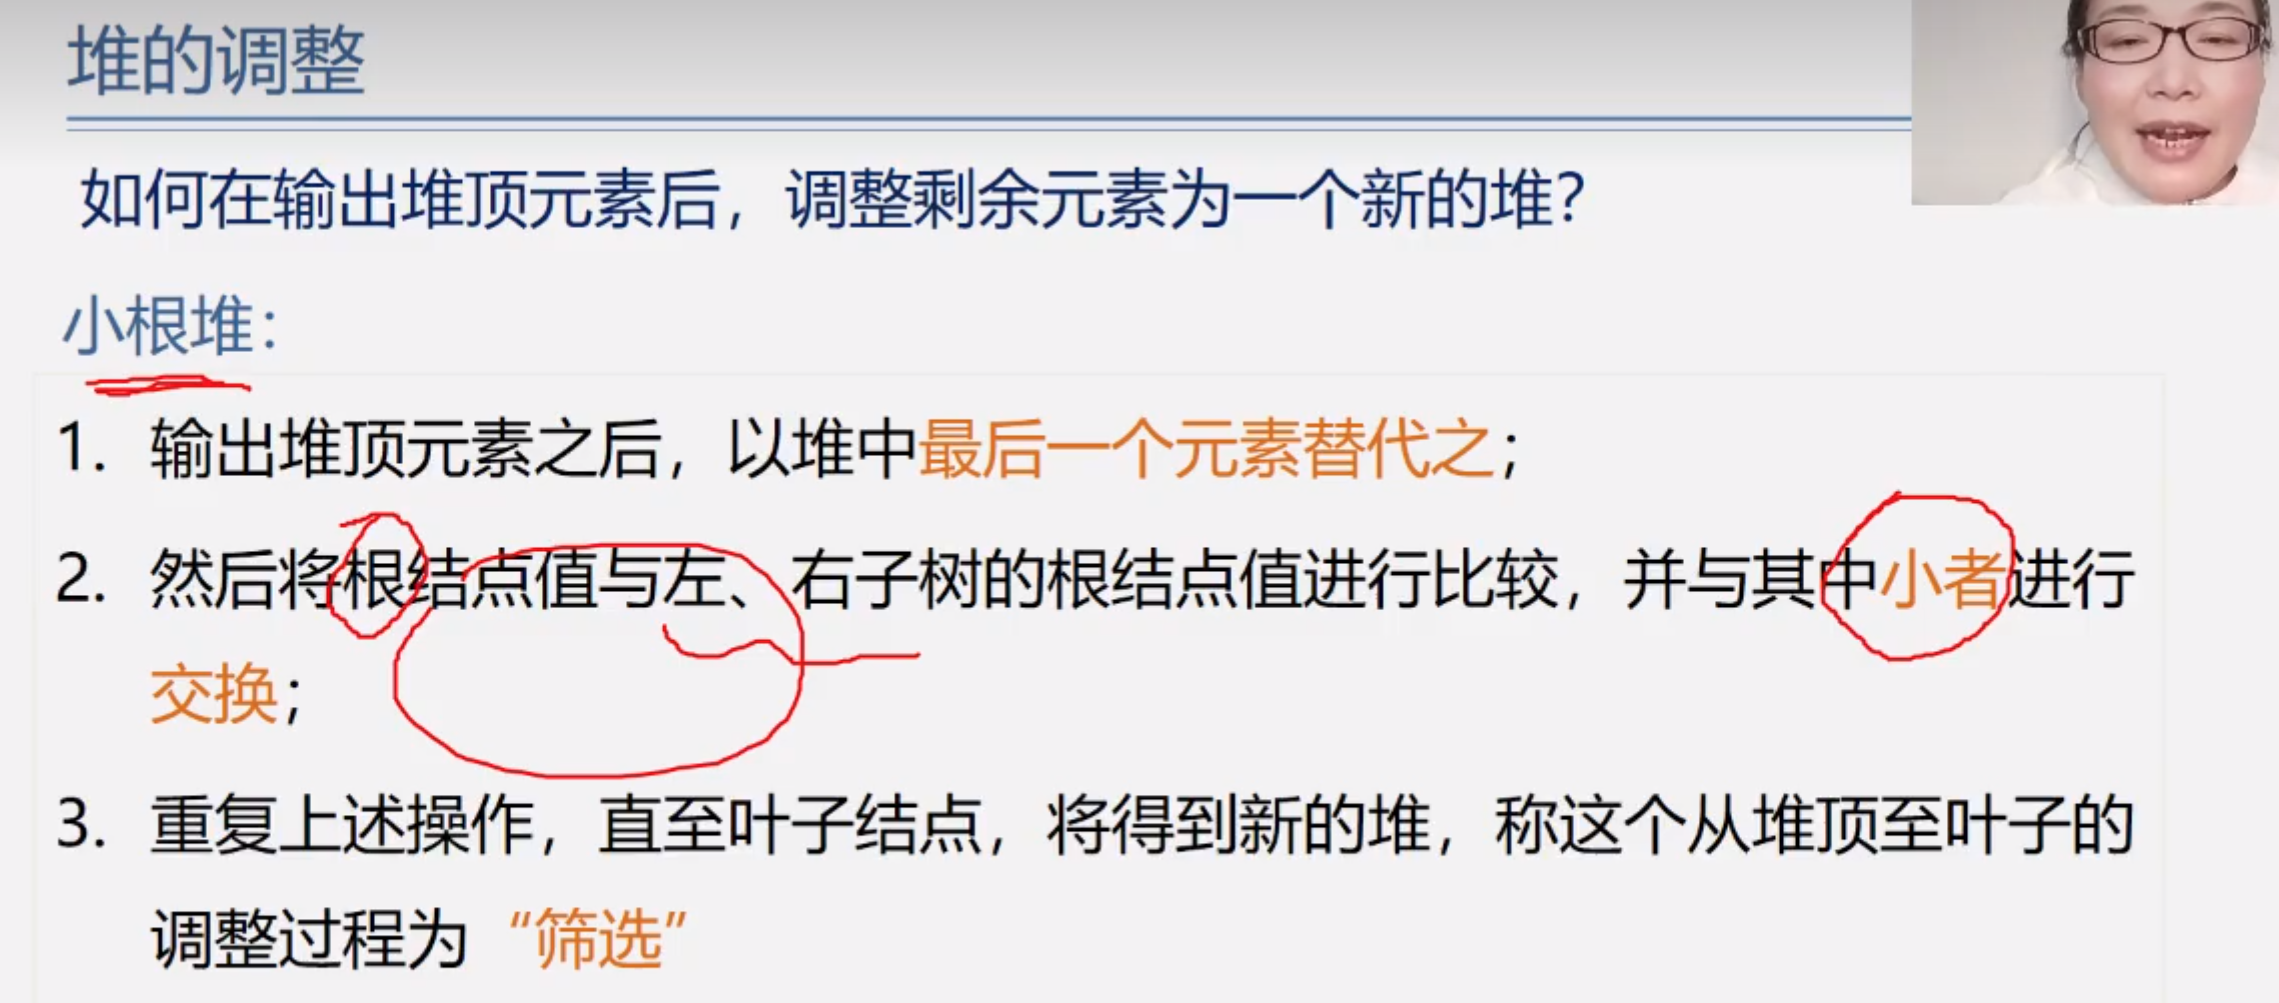 堆的调整
如何在输出堆顶元素后，调整剩余元素为一个新的堆？
小根堆：
1. 输出堆顶元素之后，以堆中最后一个元素替代之；
2. 然后将根结点值与左、右子树的根结点值进行比较，并与其中小者进行
交换；
3. 重复上述操作，直至叶子结点，将得到新的堆，称这个从堆顶至叶子的
调整过程为“筛选”